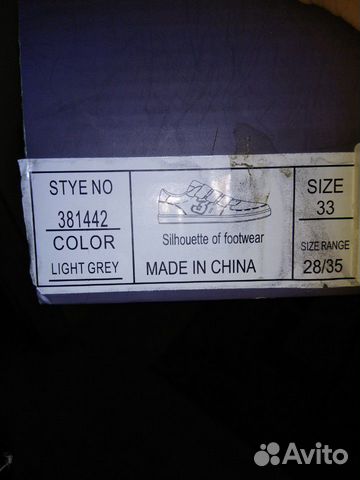 STYE NO
381442
COLOR
LIGHT GREY
Silhouette of footwear
MADE IN CHINA
SIZE
33
SIZE RANGE
28/35
Avito